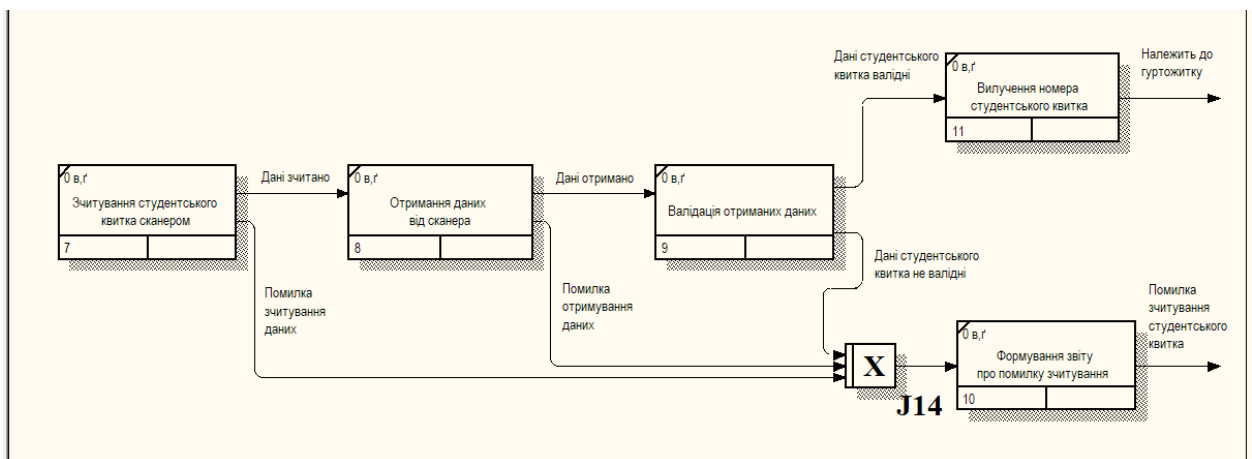 Дані студентського
квитка валідні
0 в,ґ
Вилучення номера
студентського квитка
11
Належить до
гуртожитку
0 в,ґ
Зчитування студентського
квитка сканером
7
Дані зчитано
0 в,ґ
Отримання даних
від сканера
8
Дані отримано
0 в,ґ
Валідація отриманих даних
9
Дані студентського
квитка не валідні
Помилка
зчитування
даних
Помилка
отримування
даних
X
J14
0 в,ґ
Формування звіту
про помилку зчитування
10
Помилка
зчитування
студентського
квитка